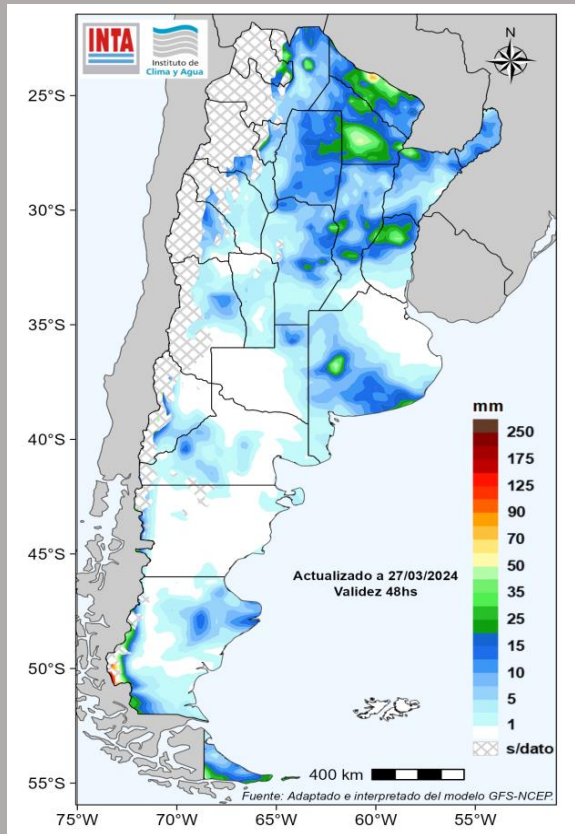 INTA
Instituto de
Clima y Agua
N
25°S
30°S
35°S
40°S
45°S
50°S
55°S
mm
250
175
125
90
70
50
35
25
15
10
5
1
s/dato
Actualizado a 27/03/2024
Validez 48hs
400 km
Fuente: Adaptado e interpretado del modelo GFS-NCEP.
75°W
70°W
65°W
60°W
55°W